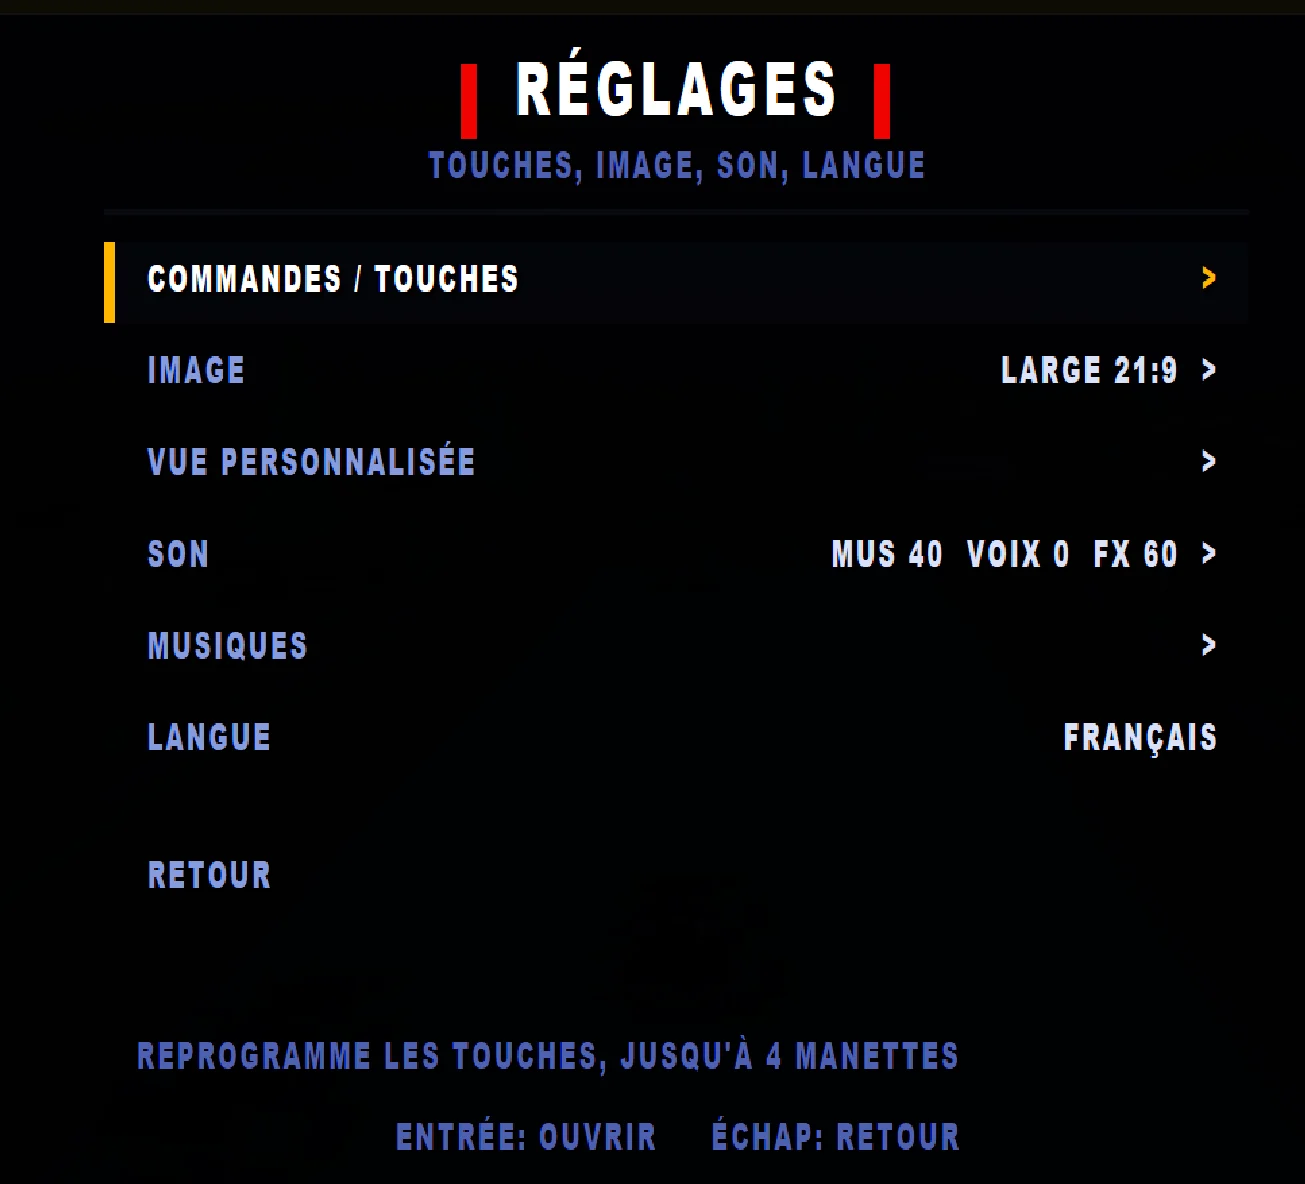 RÉGLAGES
TOUCHES, IMAGE, SON, LANGUE
COMMANDES / TOUCHES >
IMAGE LARGE 21:9 >
VUE PERSONNALISÉE >
SON MUS 40 VOIX 0 FX 60 >
MUSIQUES >
LANGUE FRANÇAIS
RETOUR
REPROGRAMME LES TOUCHES, JUSQU'À 4 MANETTES
ENTRÉE: OUVRIR ÉCHAP: RETOUR